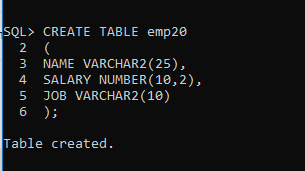 SQL> CREATE TABLE emp20
2 (
3 NAME VARCHAR2(25),
4 SALARY NUMBER(10,2),
5 JOB VARCHAR2(10)
6 );
Table created.